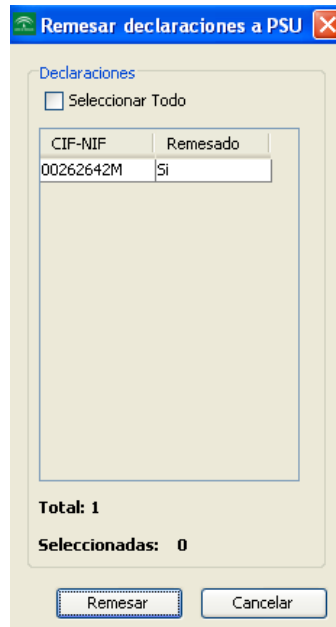 Remesar declaraciones a PSU
Declaraciones
Seleccionar Todo
CIF-NIF Remesado
00262642M Si
Total: 1
Seleccionadas: 0
Remesar Cancelar